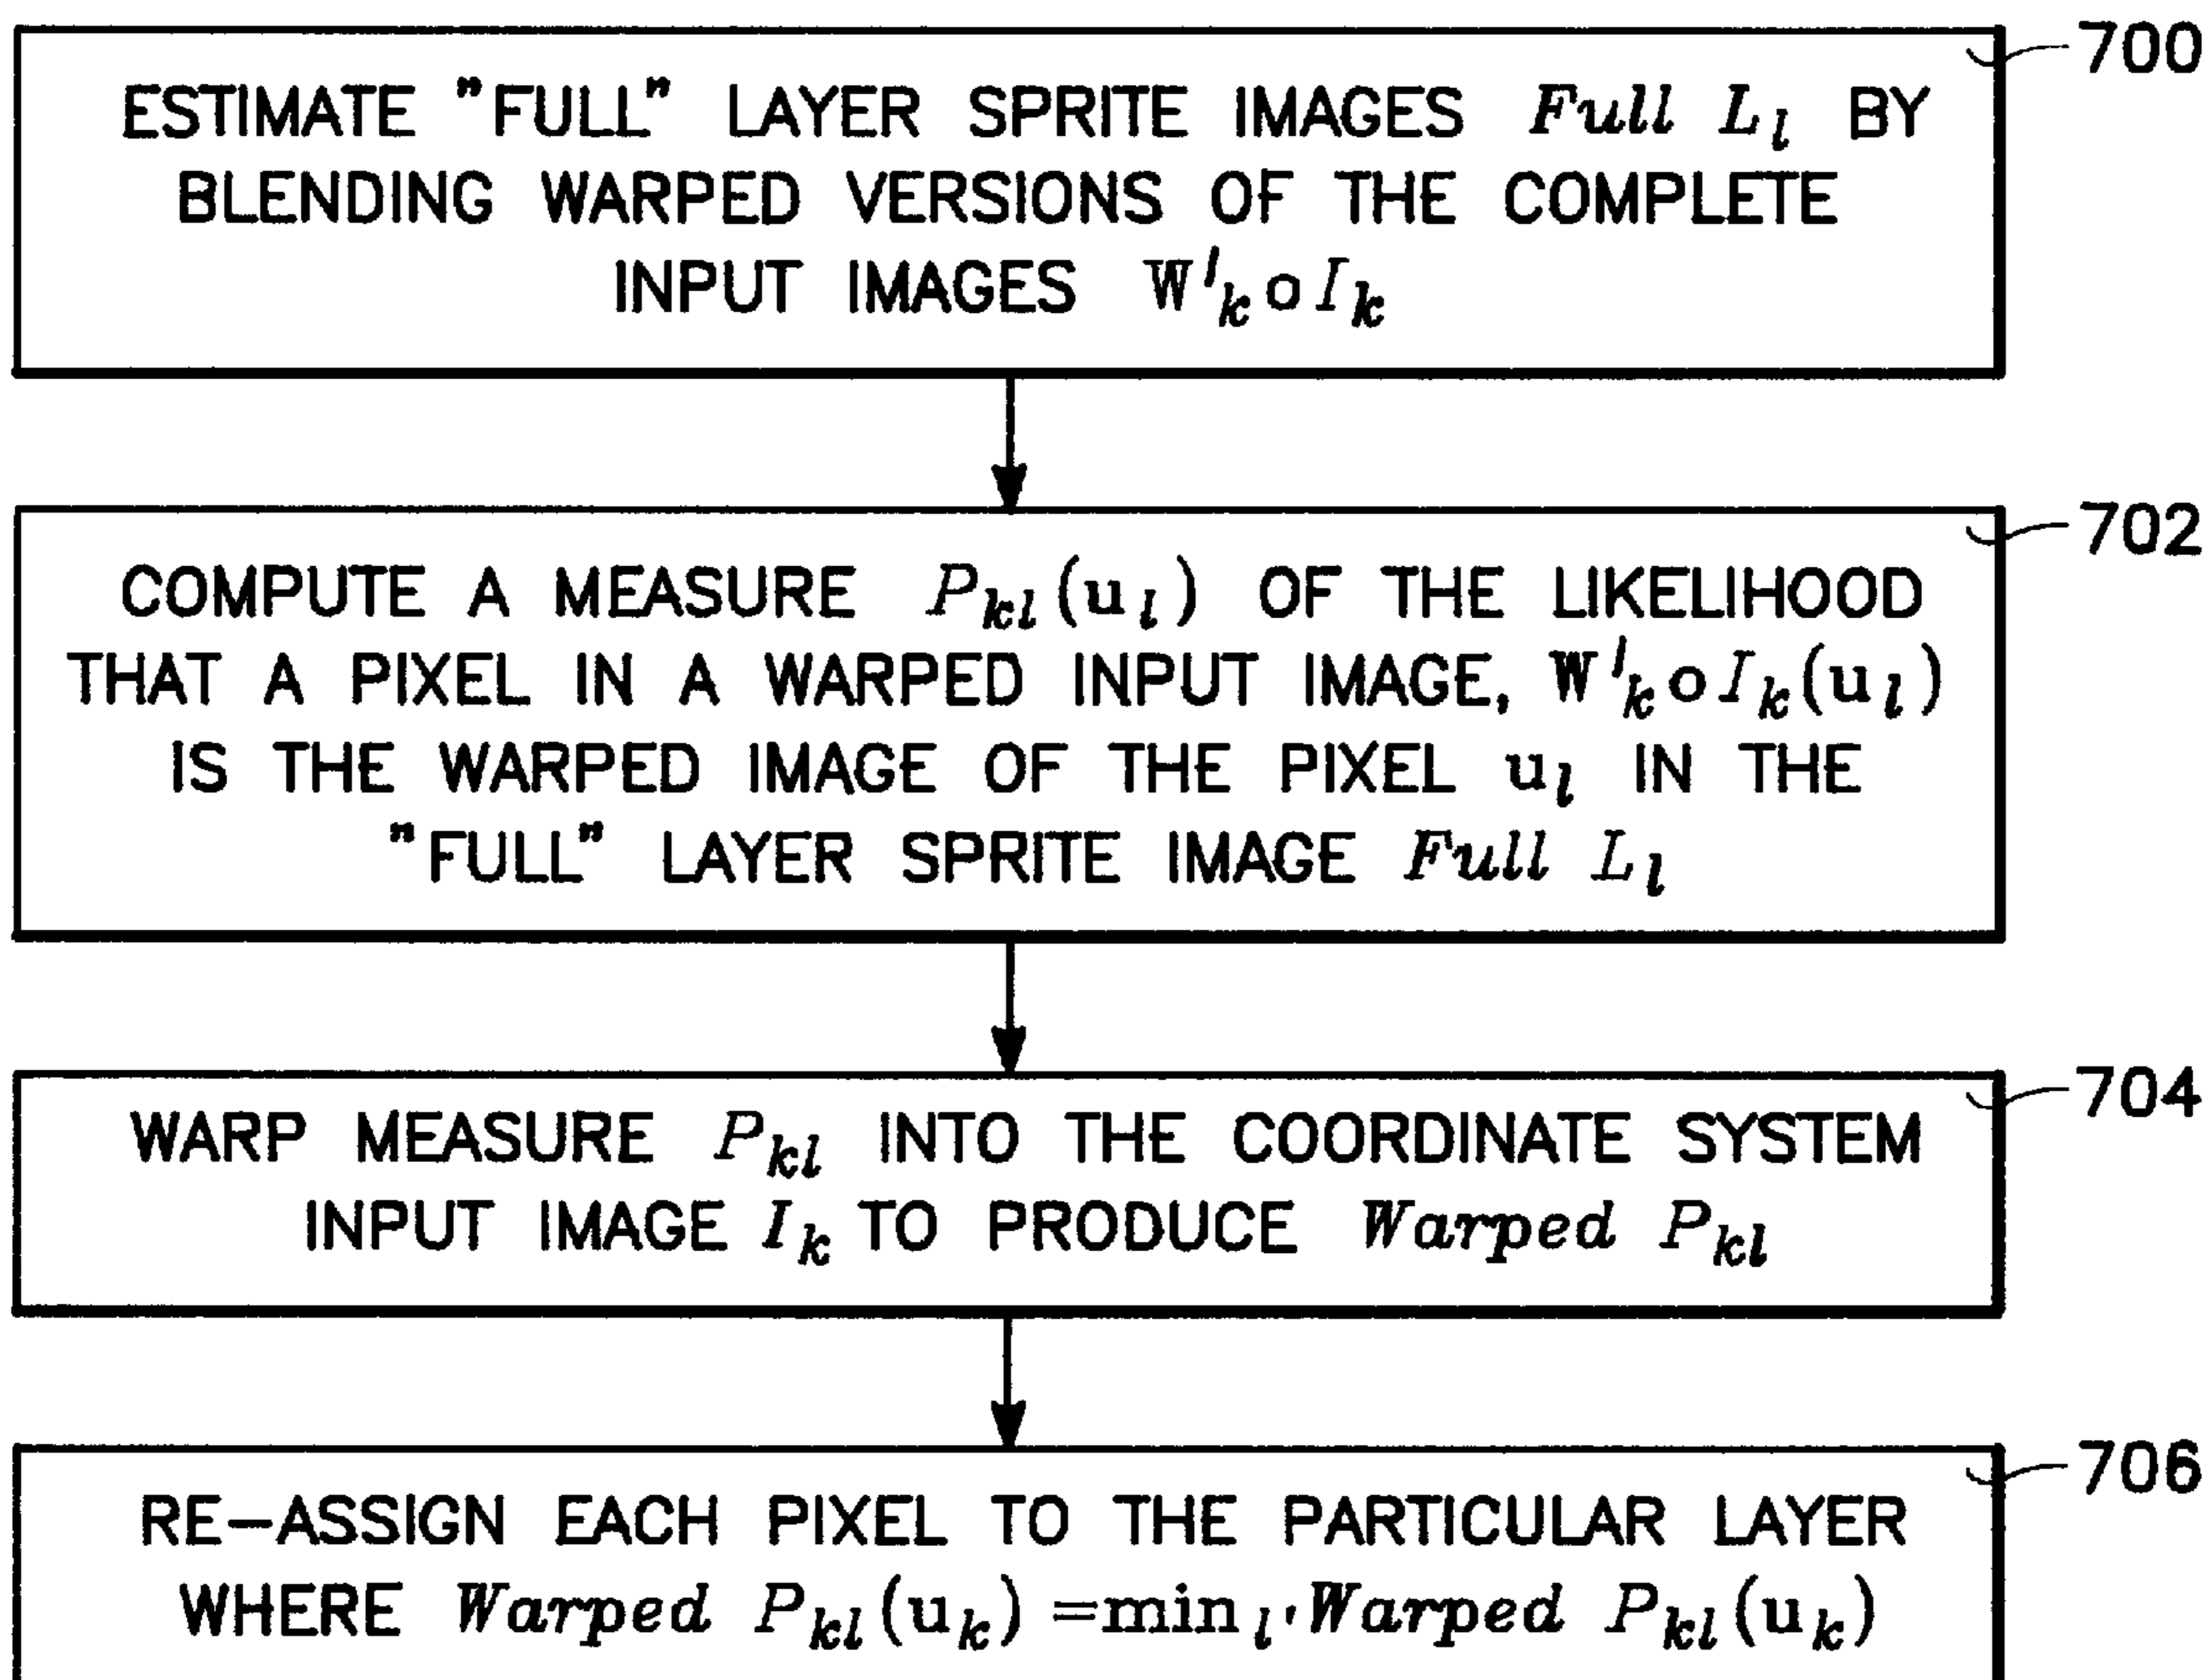 700
ESTIMATE "FULL" LAYER SPRITE IMAGES Full L_l BY
BLENDING WARPED VERSIONS OF THE COMPLETE
INPUT IMAGES W^l_k∘I_k
702
COMPUTE A MEASURE P_kl(u_l) OF THE LIKELIHOOD
THAT A PIXEL IN A WARPED INPUT IMAGE, W^l_k∘I_k(u_l)
IS THE WARPED IMAGE OF THE PIXEL u_l IN THE
"FULL" LAYER SPRITE IMAGE Full L_l
704
WARP MEASURE P_kl INTO THE COORDINATE SYSTEM
INPUT IMAGE I_k TO PRODUCE Warped P_kl
706
RE-ASSIGN EACH PIXEL TO THE PARTICULAR LAYER
WHERE Warped P_kl(u_k) =min_l' Warped P_kl(u_k)